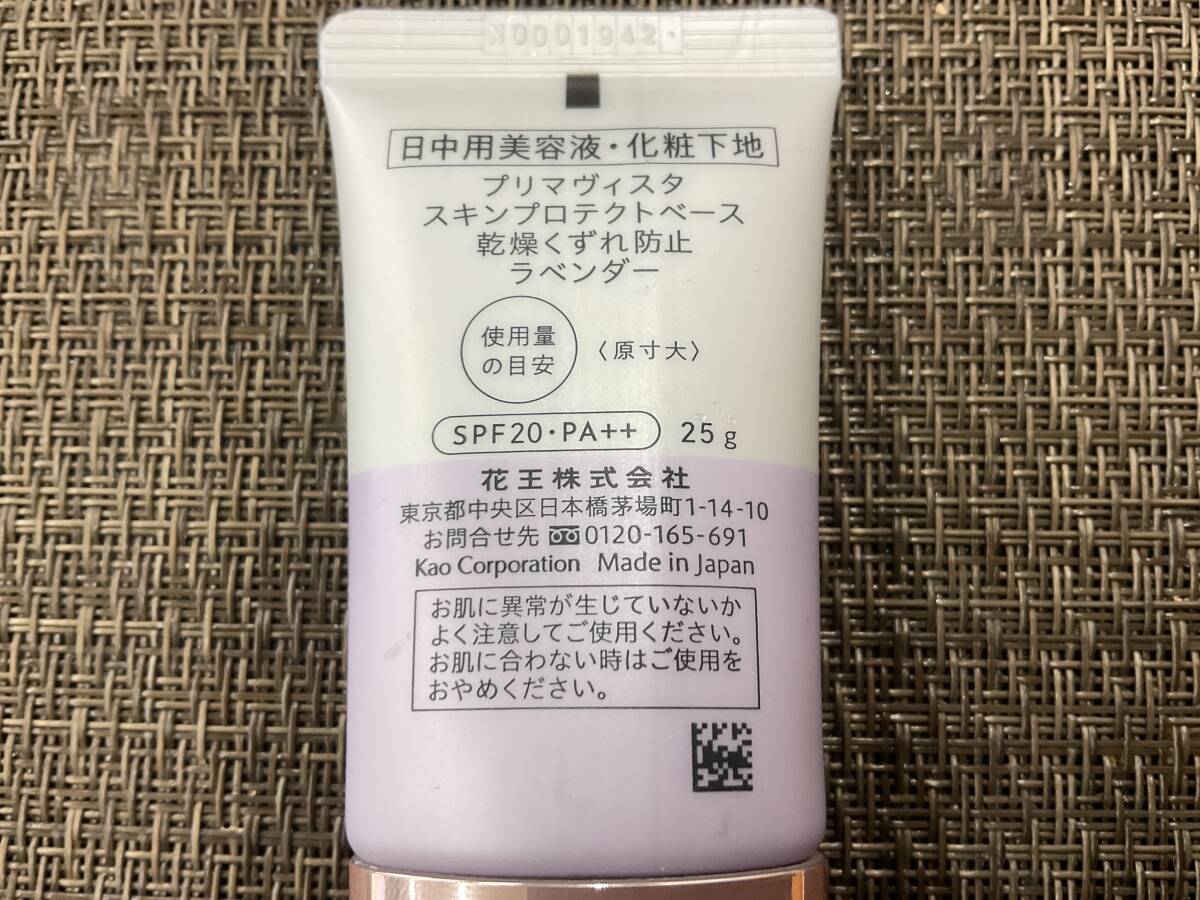 N0001942
日中用美容液・化粧下地
プリマヴィスタ
スキンプロテクトベース
乾燥くずれ防止
ラベンダー
使用量
の目安
〈原寸大〉
SPF20・PA++ 25g
花王株式会社
東京都中央区日本橋茅場町1-14-10
お問合せ先 0120-165-691
Kao Corporation Made in Japan
お肌に異常が生じていないか
よく注意してご使用ください。
お肌に合わない時はご使用を
おやめください。